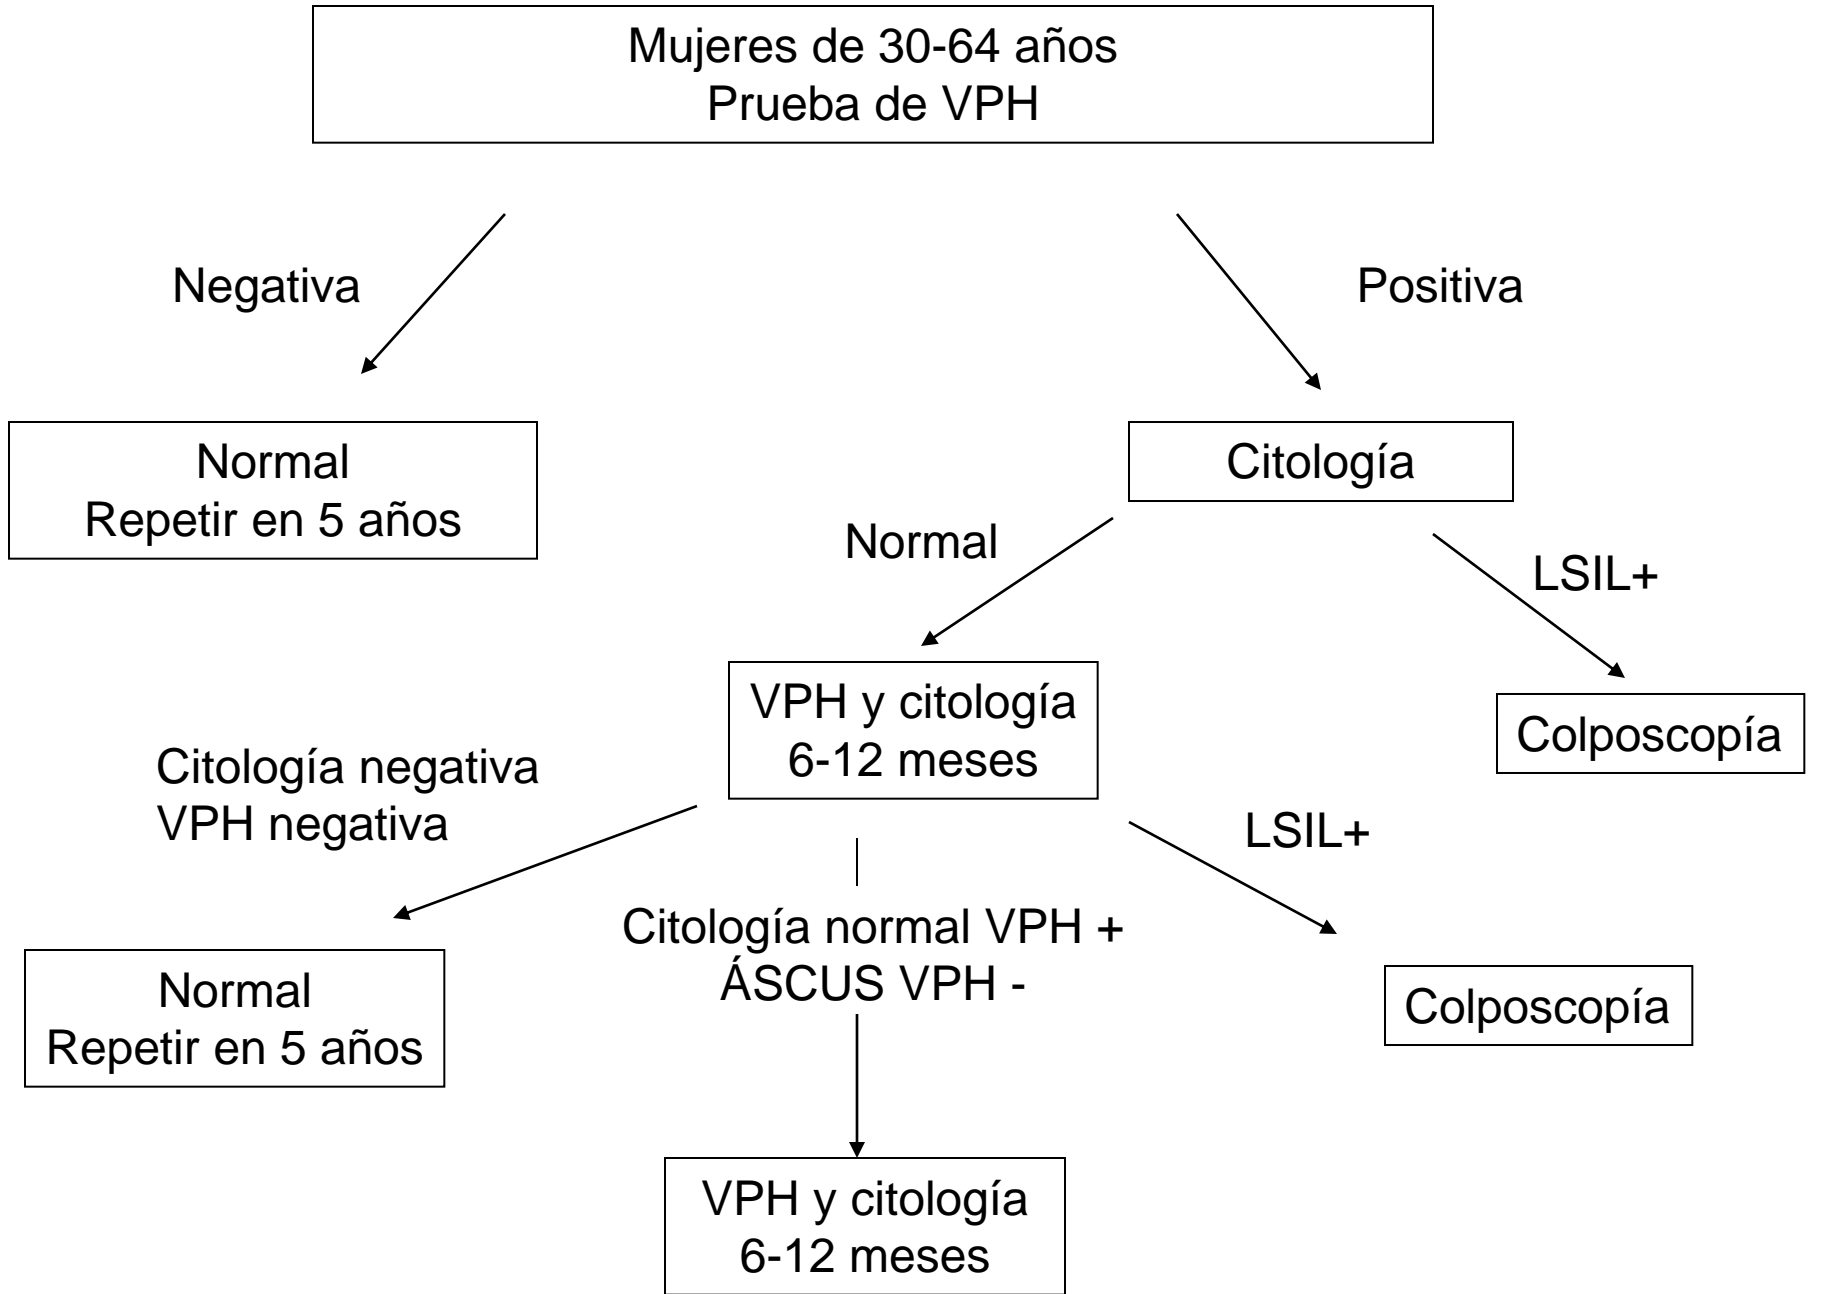 Mujeres de 30-64 años
Prueba de VPH
Negativa
Positiva
Normal
Repetir en 5 años
Citología
Normal
LSIL+
VPH y citología
6-12 meses
Colposcopía
Citología negativa
VPH negativa
LSIL+
Citología normal VPH +
ÁSCUS VPH -
Normal
Repetir en 5 años
Colposcopía
VPH y citología
6-12 meses